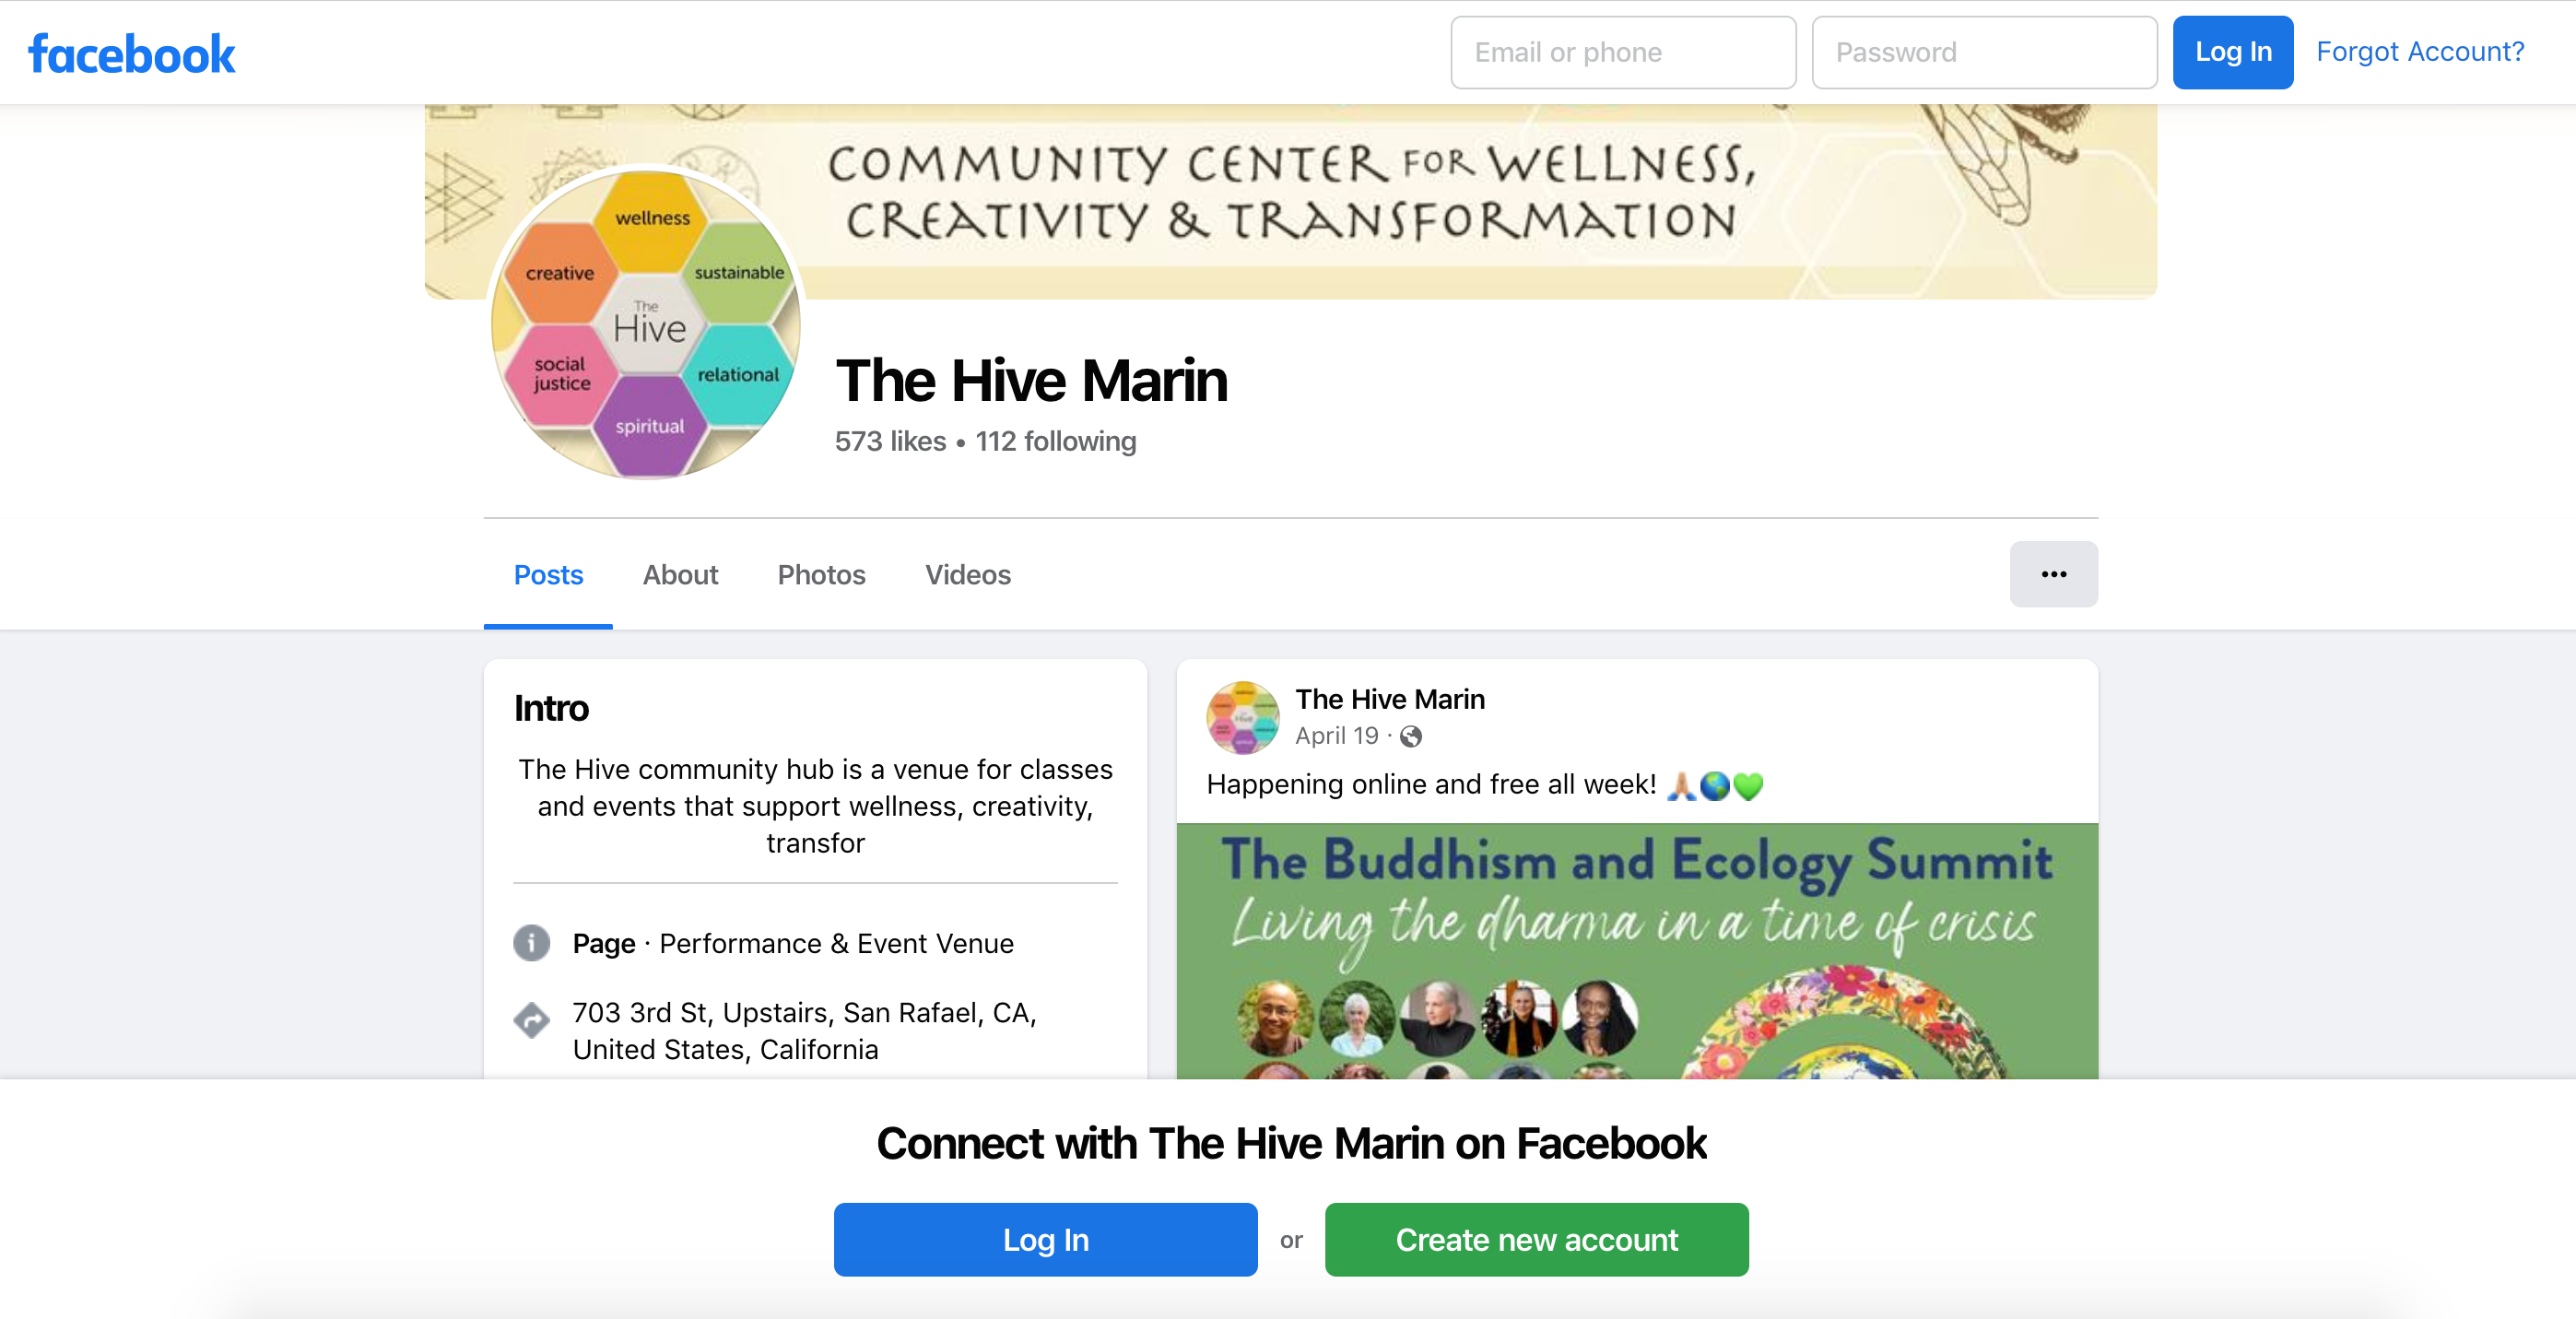 facebook
Email or phone
Password
Log In
Forgot Account?
COMMUNITY CENTER FOR WELLNESS,
CREATIVITY & TRANSFORMATION
wellness
creative
sustainable
The
Hive
social
justice
relational
spiritual
The Hive Marin
573 likes • 112 following
Posts
About
Photos
Videos
Intro
The Hive community hub is a venue for classes
and events that support wellness, creativity,
transfor
Page · Performance & Event Venue
703 3rd St, Upstairs, San Rafael, CA,
United States, California
The Hive Marin
April 19 ·
Happening online and free all week! 🙏🏼🌎💚
The Buddhism and Ecology Summit
Living the dharma in a time of crisis
Connect with The Hive Marin on Facebook
Log In
or
Create new account